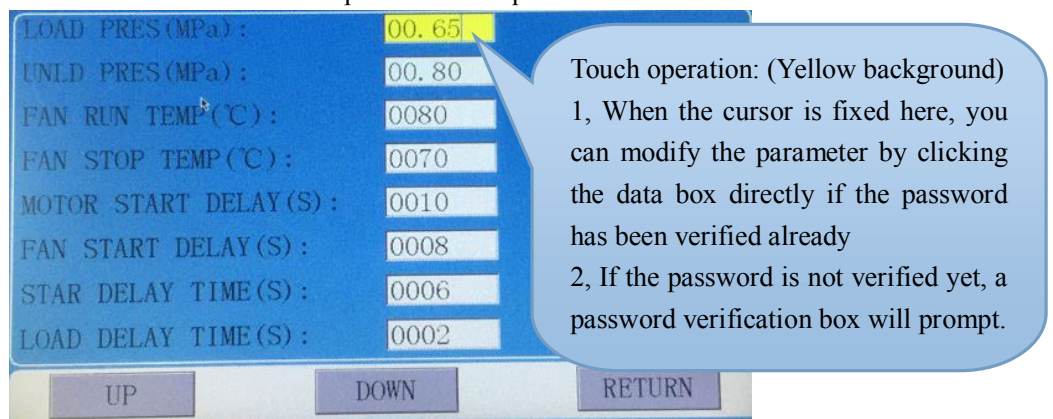 LOAD PRES(MPa): 00.65
UNLD PRES(MPa): 00.80
FAN RUN TEMP(℃): 0080
FAN STOP TEMP(℃): 0070
MOTOR START DELAY(S): 0010
FAN START DELAY(S): 0008
STAR DELAY TIME(S): 0006
LOAD DELAY TIME(S): 0002
UP DOWN RETURN
Touch operation: (Yellow background)
1, When the cursor is fixed here, you
can modify the parameter by clicking
the data box directly if the password
has been verified already
2, If the password is not verified yet, a
password verification box will prompt.